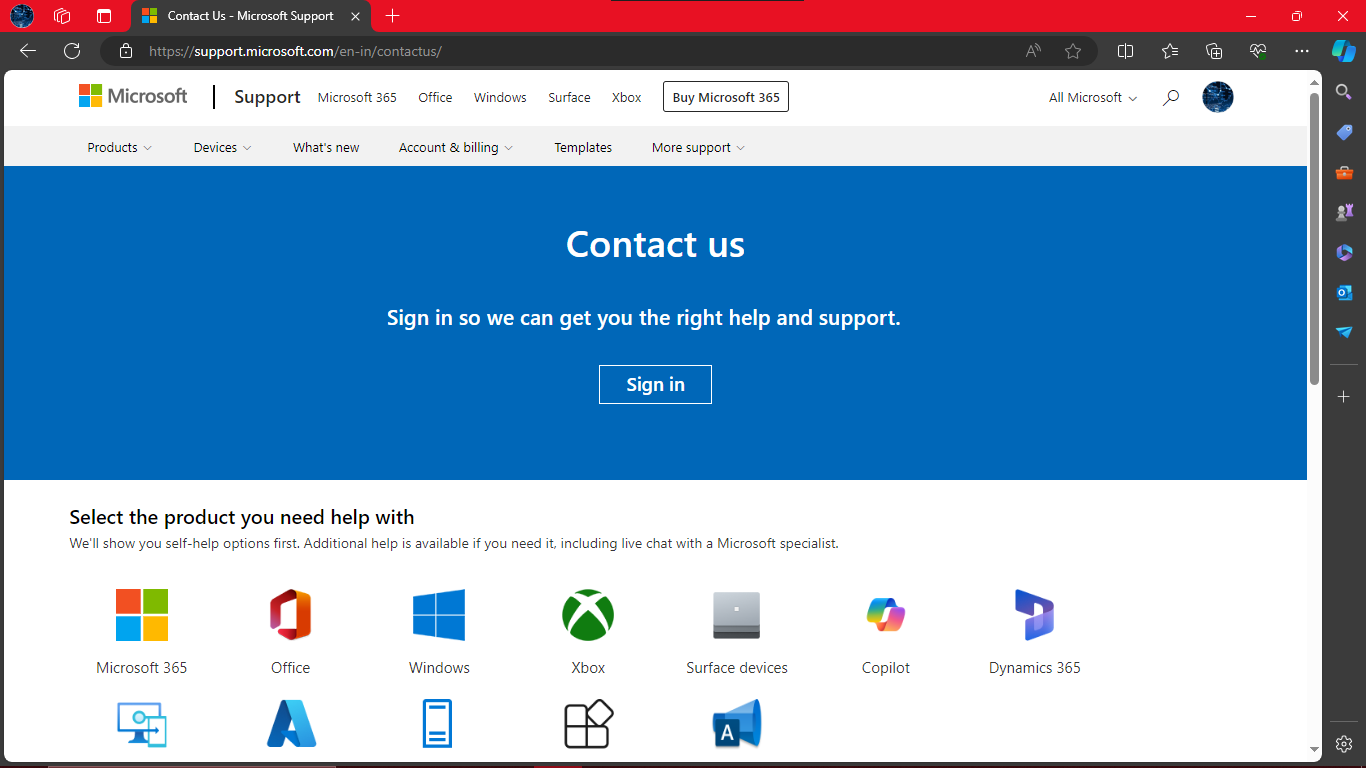 Contact Us - Microsoft Support
https://support.microsoft.com/en-in/contactus/
Microsoft Support Microsoft 365 Office Windows Surface Xbox Buy Microsoft 365 All Microsoft
Products Devices What's new Account & billing Templates More support
Contact us
Sign in so we can get you the right help and support.
Sign in
Select the product you need help with
We'll show you self-help options first. Additional help is available if you need it, including live chat with a Microsoft specialist.
Microsoft 365 Office Windows Xbox Surface devices Copilot Dynamics 365
A